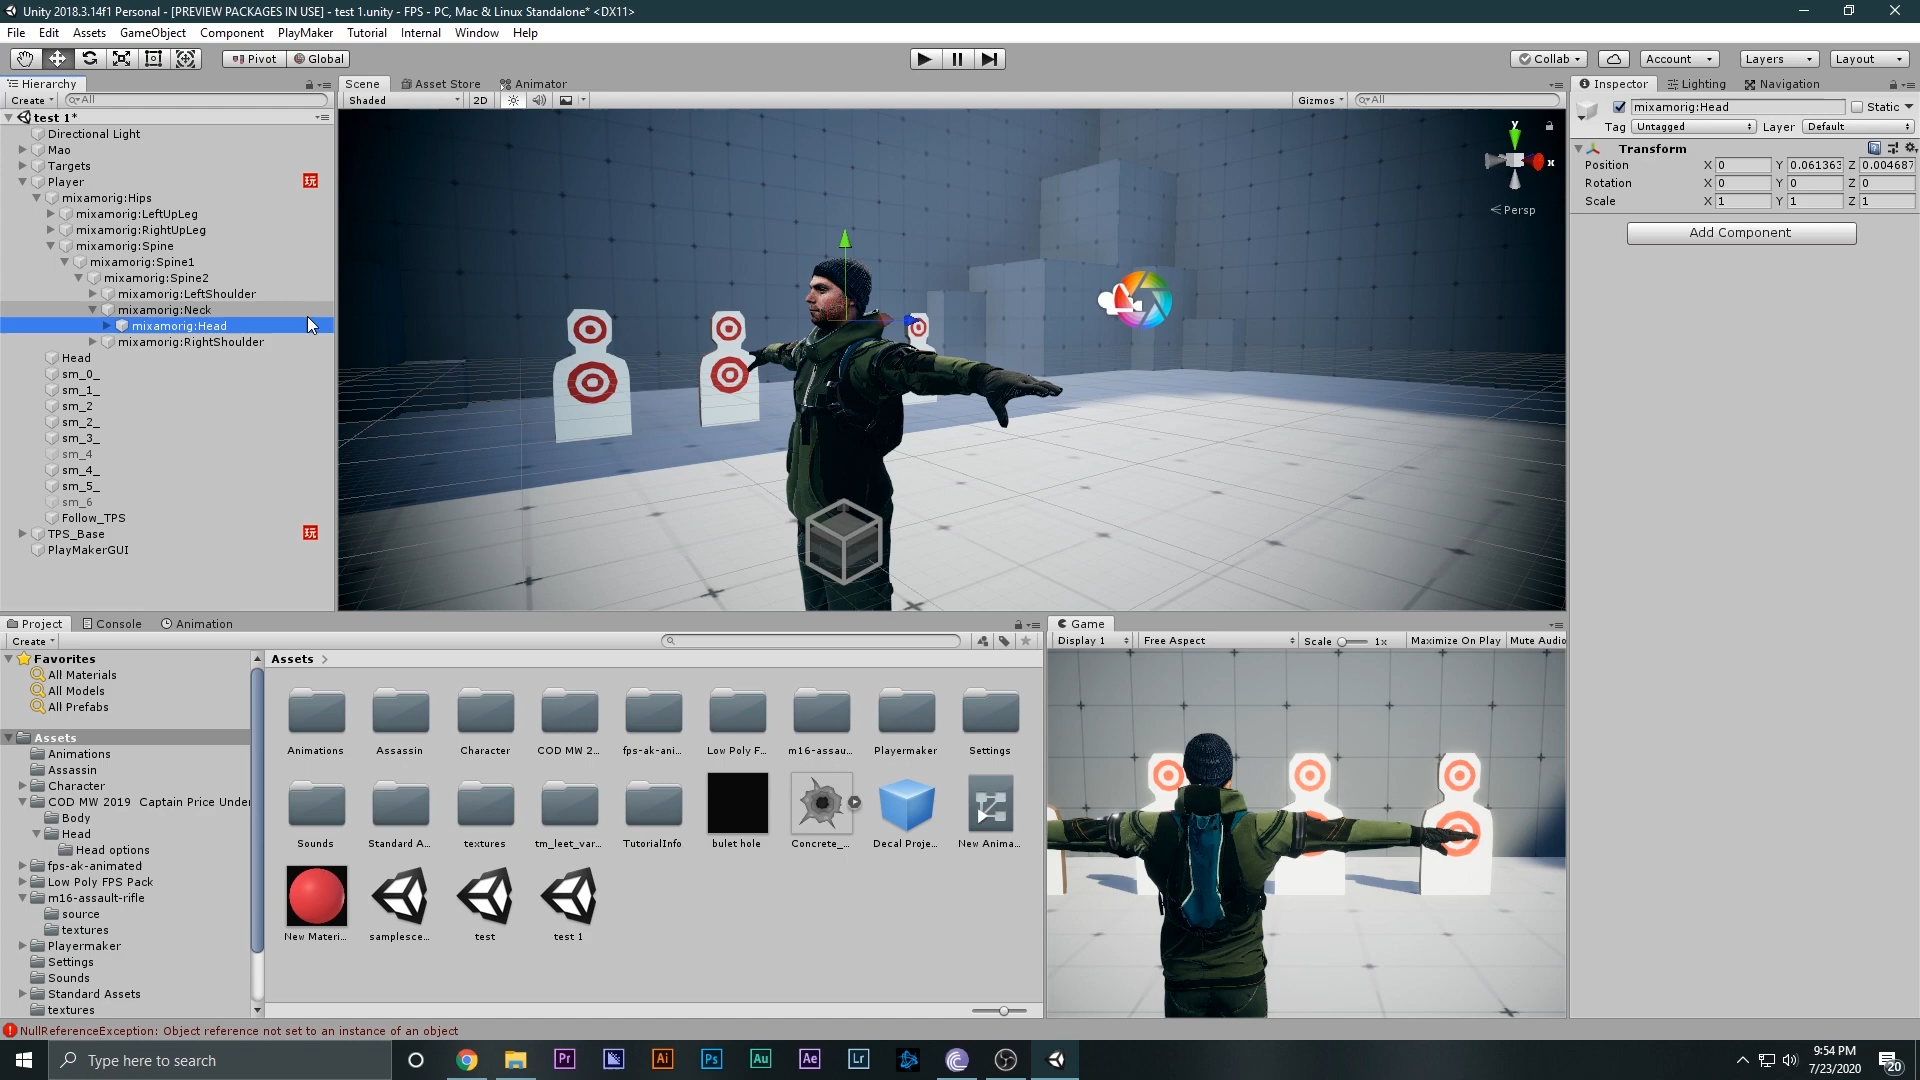 Unity 2018.3.14f1 Personal - [PREVIEW PACKAGES IN USE] - test 1.unity - FPS - PC, Mac & Linux Standalone* <DX11>
File Edit Assets GameObject Component PlayMaker Tutorial Internal Window Help
Pivot Global Collab Account Layers Layout
Hierarchy
Create All
test 1*
Directional Light
Mao
Targets
Player 玩
mixamorig:Hips
mixamorig:LeftUpLeg
mixamorig:RightUpLeg
mixamorig:Spine
mixamorig:Spine1
mixamorig:Spine2
mixamorig:LeftShoulder
mixamorig:Neck
mixamorig:Head
mixamorig:RightShoulder
Head
sm_0_
sm_1_
sm_2
sm_2_
sm_3_
sm_4
sm_4_
sm_5_
sm_6
Follow_TPS
TPS_Base 玩
PlayMakerGUI
Scene Asset Store Animator
Shaded 2D Gizmos All
y
x
Persp
Inspector Lighting Navigation
mixamorig:Head Static
Tag Untagged Layer Default
Transform
Position X 0 Y 0.061363 Z 0.004687
Rotation X 0 Y 0 Z 0
Scale X 1 Y 1 Z 1
Add Component
Project Console Animation
Create
Favorites
All Materials
All Models
All Prefabs
Assets
Animations
Assassin
Character
COD MW 2019 Captain Price Under
Body
Head
Head options
fps-ak-animated
Low Poly FPS Pack
m16-assault-rifle
source
textures
Playermaker
Settings
Sounds
Standard Assets
textures
Assets
Animations Assassin Character COD MW 2... fps-ak-ani... Low Poly F... m16-assau... Playermaker Settings
Sounds Standard A... textures tm_leet_var... TutorialInfo bulet hole Concrete_... Decal Proje... New Anima...
New Materi... samplesce... test test 1
Game
Display 1 Free Aspect Scale 1x Maximize On Play Mute Audio
NullReferenceException: Object reference not set to an instance of an object
Type here to search
Pr Ai Ps Au Ae Lr
9:54 PM
7/23/2020
20